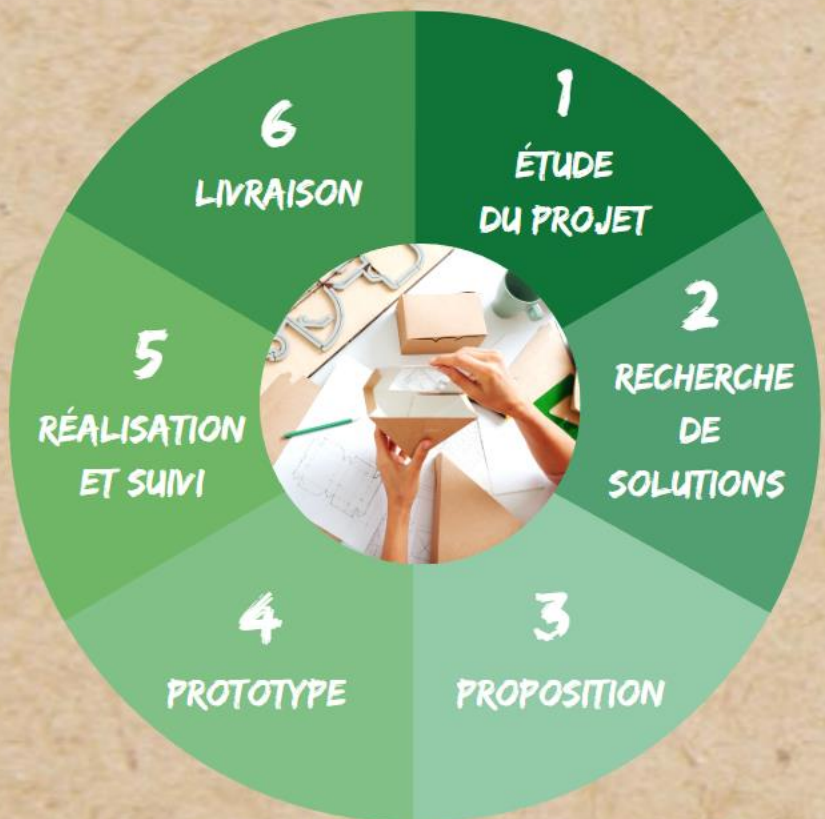 1
ÉTUDE
DU PROJET
2
RECHERCHE
DE
SOLUTIONS
3
PROPOSITION
4
PROTOTYPE
5
RÉALISATION
ET SUIVI
6
LIVRAISON